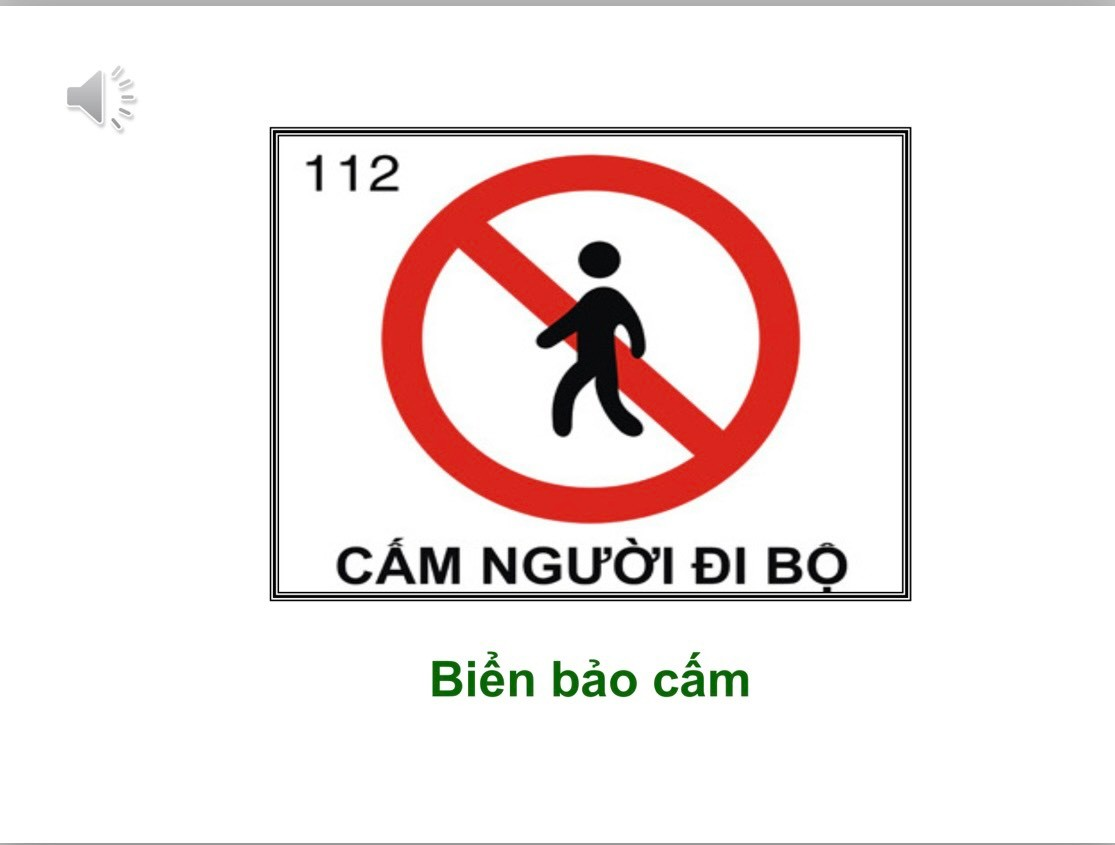 112
CẤM NGƯỜI ĐI BỘ
Biển bảo cấm